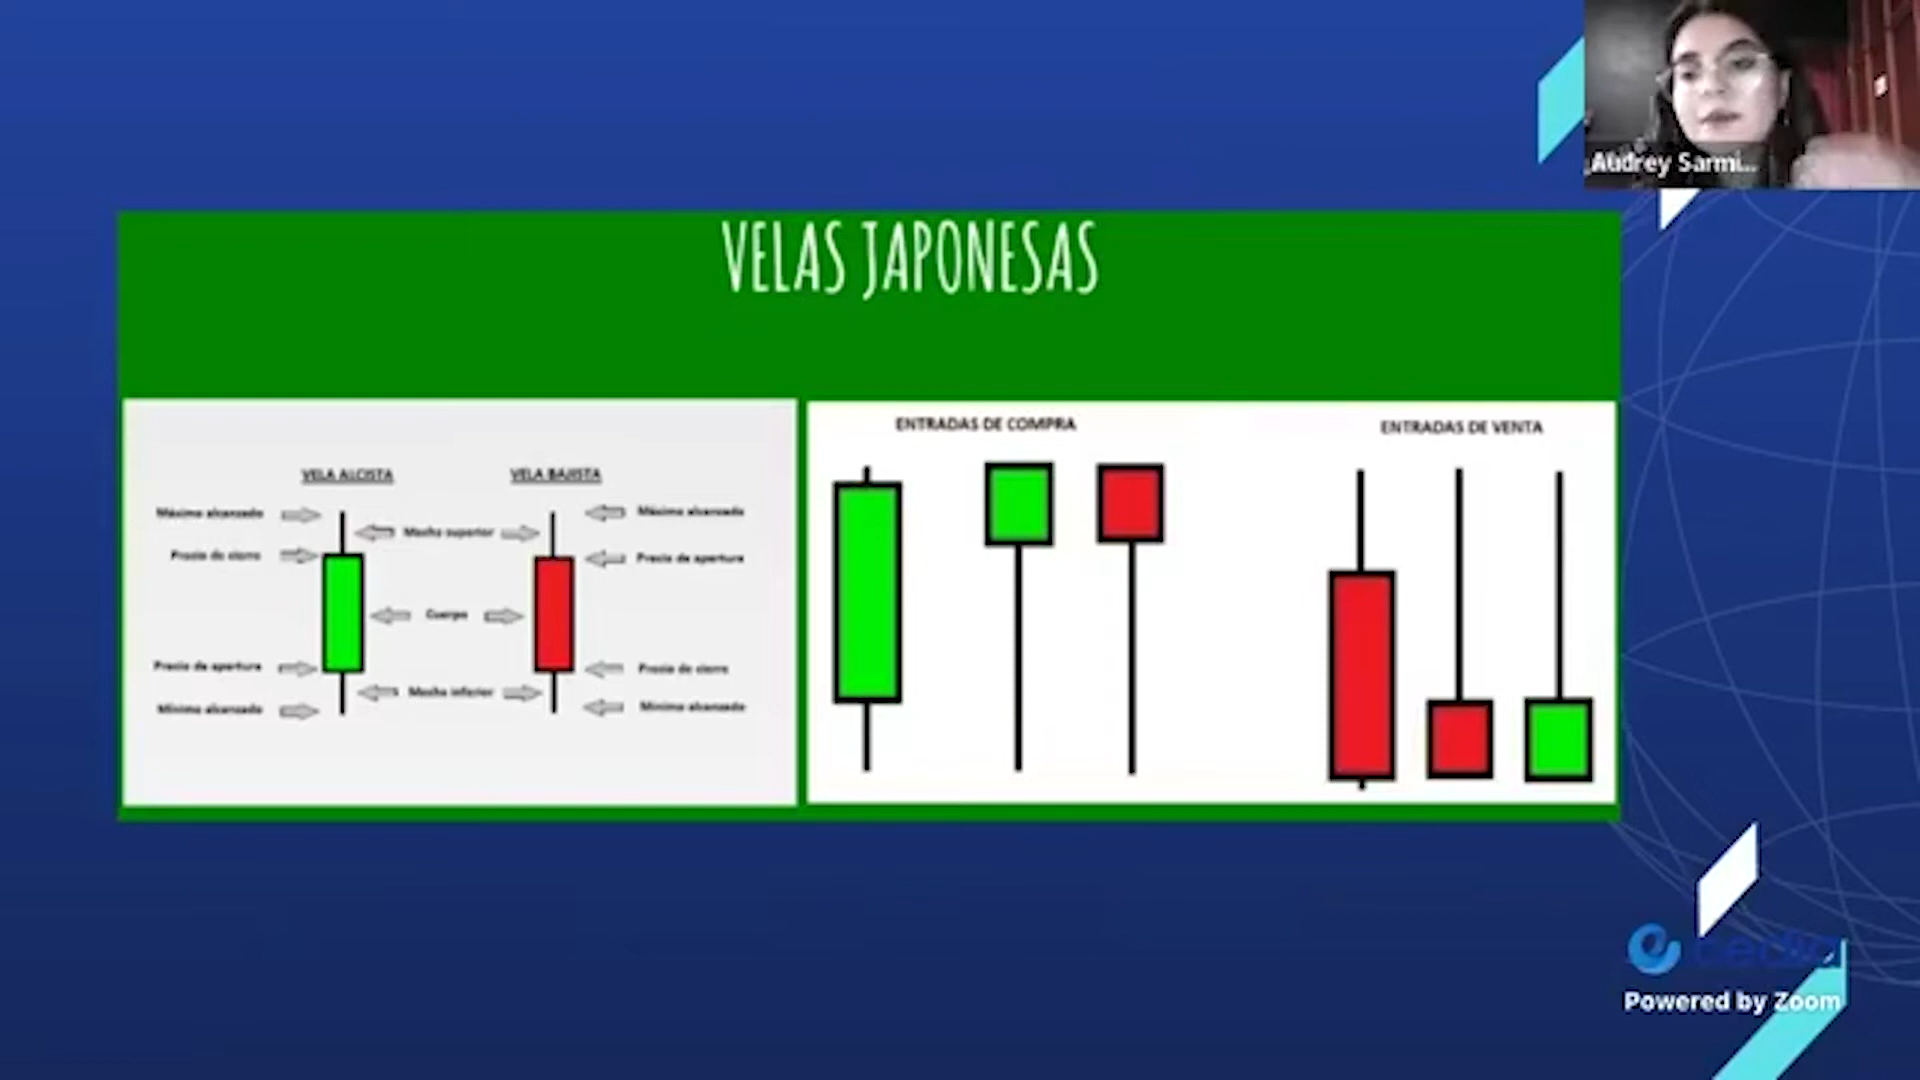 Audrey Sarmi...
VELAS JAPONESAS
VELA ALCISTA
VELA BAJISTA
Máximo alcanzado
Mecha superior
Máximo alcanzado
Precio de cierre
Precio de apertura
Cuerpo
Precio de apertura
Precio de cierre
Mecha inferior
Mínimo alcanzado
Mínimo alcanzado
ENTRADAS DE COMPRA
ENTRADAS DE VENTA
cedia
Powered by Zoom